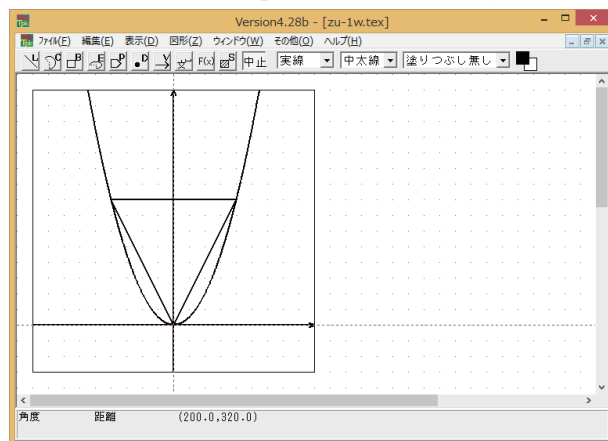 Version4.28b - [zu-1w.tex]
ファイル(F) 編集(E) 表示(D) 図形(Z) ウィンドウ(W) その他(O) ヘルプ(H)
L C B E P D V 文 F(x) S 中止 実線 中太線 塗りつぶし無し
角度 距離 (200.0,320.0)